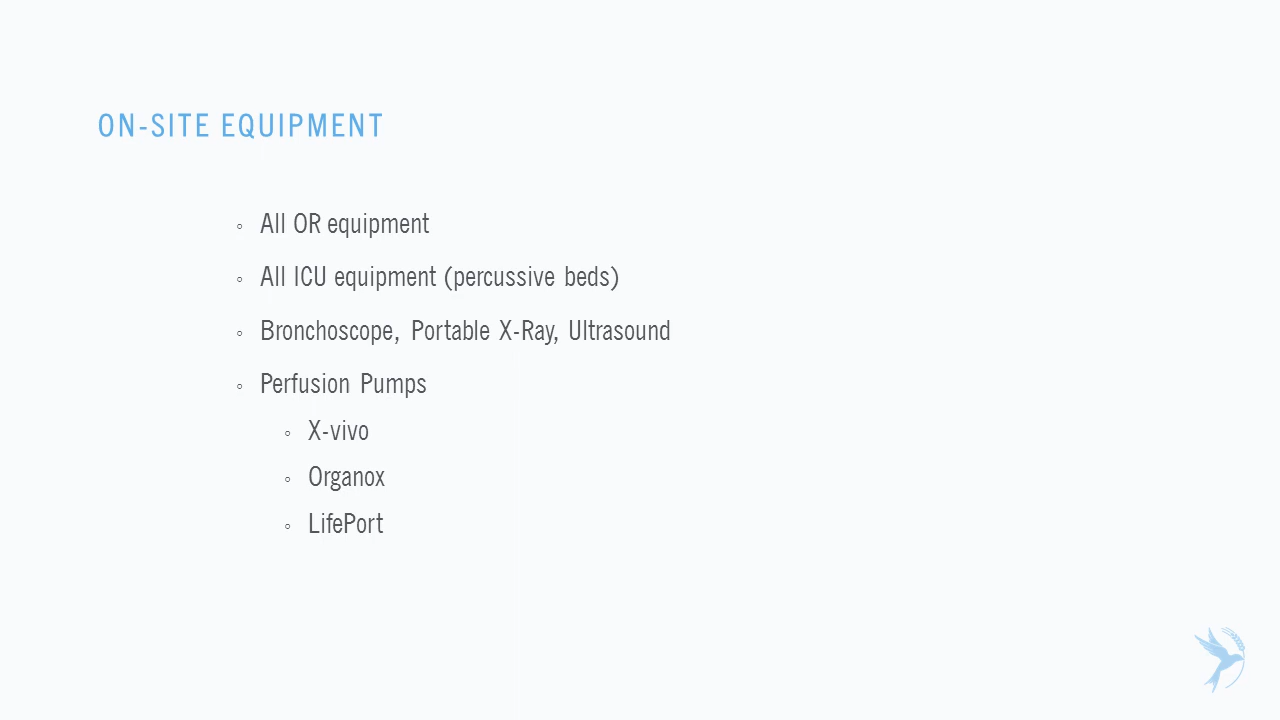 ON-SITE EQUIPMENT
All OR equipment
All ICU equipment (percussive beds)
Bronchoscope, Portable X-Ray, Ultrasound
Perfusion Pumps
X-vivo
Organox
LifePort